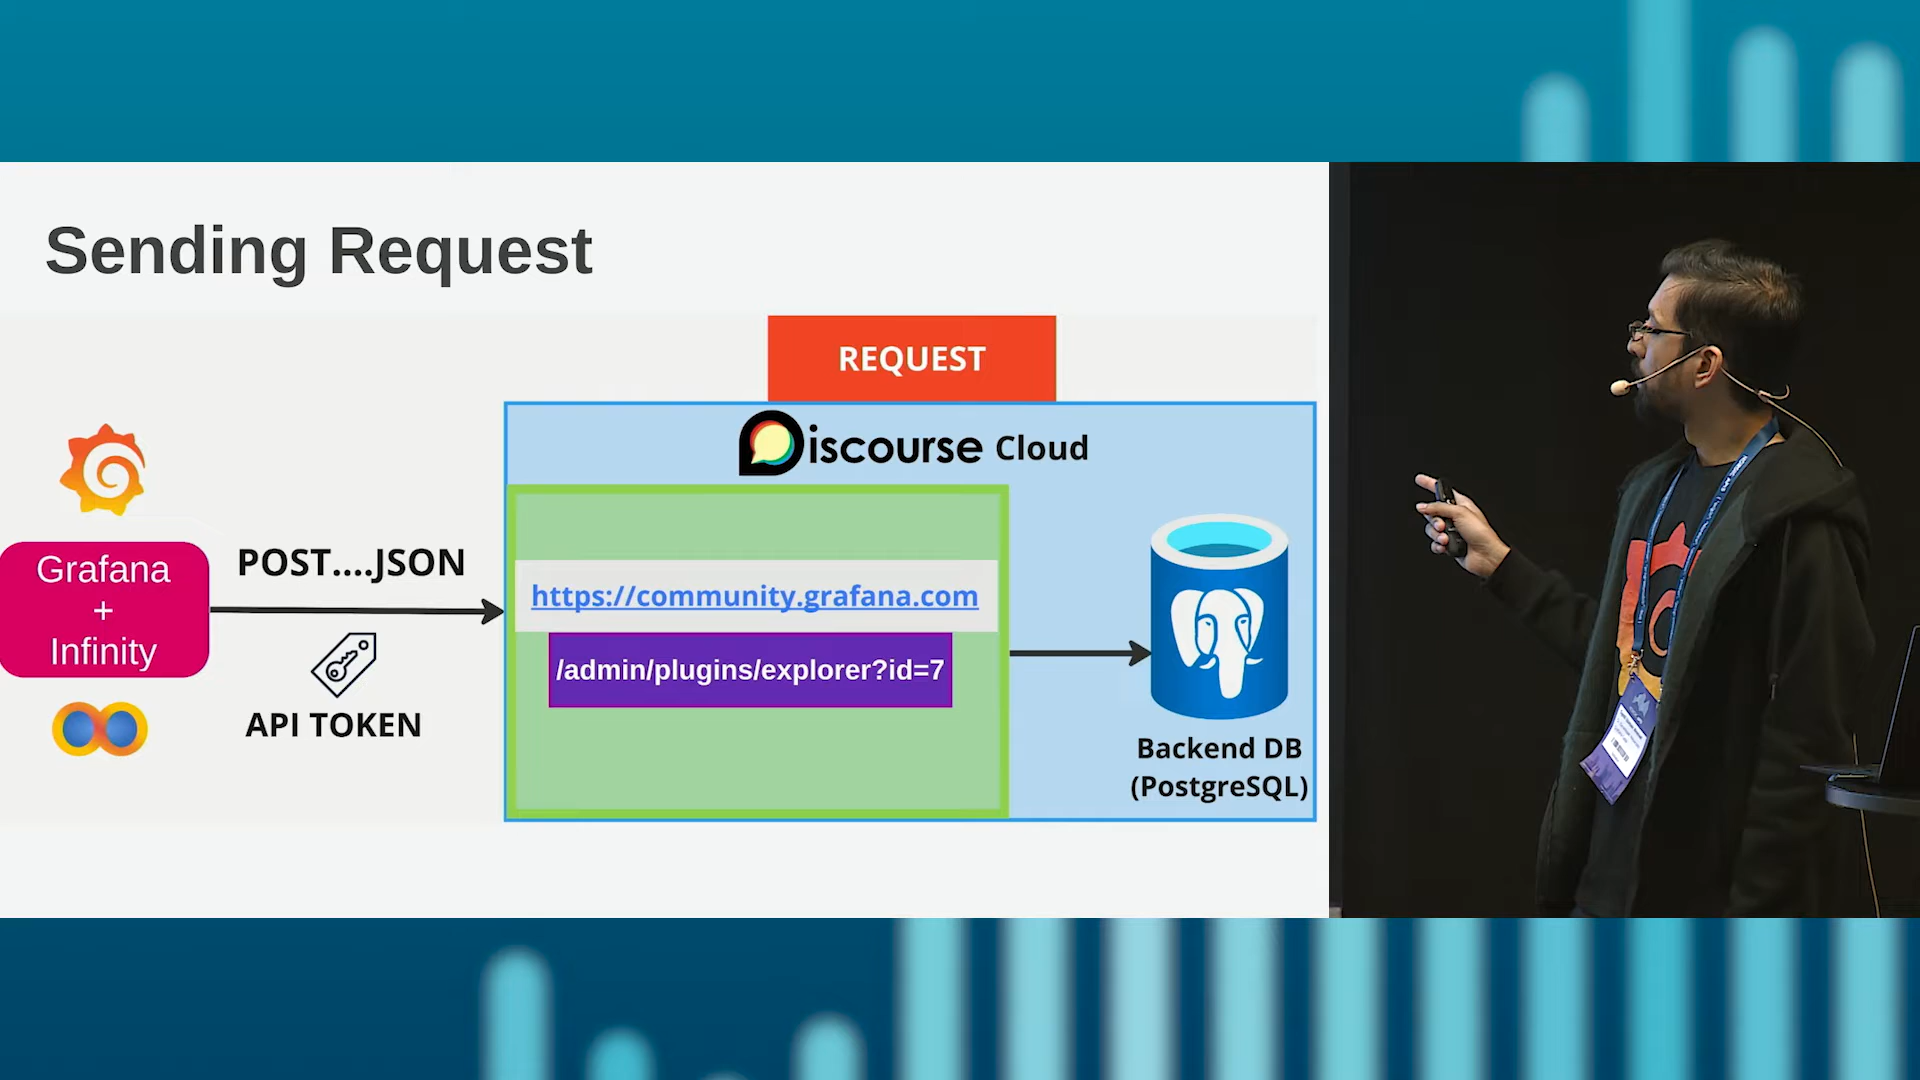 Sending Request
REQUEST
Discourse Cloud
Grafana
+
Infinity
POST....JSON
API TOKEN
https://community.grafana.com
/admin/plugins/explorer?id=7
Backend DB
(PostgreSQL)